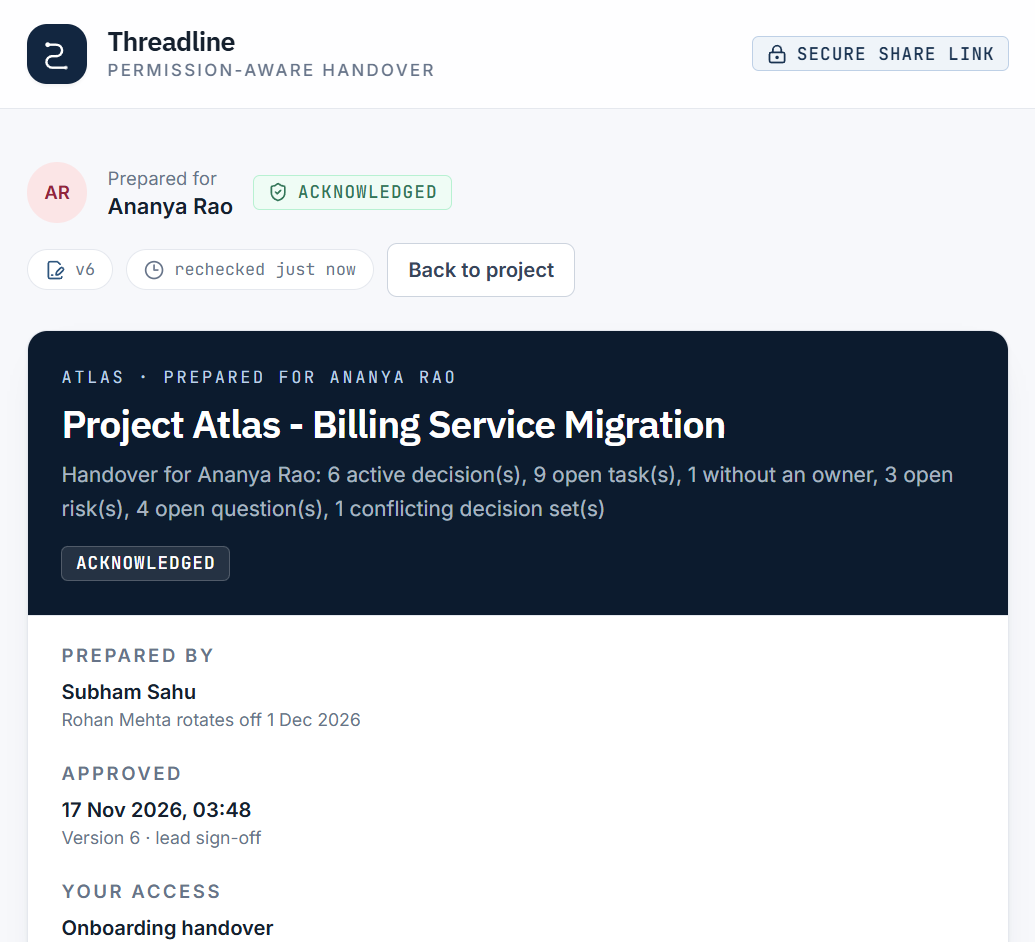 Threadline
PERMISSION-AWARE HANDOVER
SECURE SHARE LINK
AR
Prepared for
Ananya Rao
ACKNOWLEDGED
v6
rechecked just now
Back to project
ATLAS · PREPARED FOR ANANYA RAO
Project Atlas - Billing Service Migration
Handover for Ananya Rao: 6 active decision(s), 9 open task(s), 1 without an owner, 3 open
risk(s), 4 open question(s), 1 conflicting decision set(s)
ACKNOWLEDGED
PREPARED BY
Subham Sahu
Rohan Mehta rotates off 1 Dec 2026
APPROVED
17 Nov 2026, 03:48
Version 6 · lead sign-off
YOUR ACCESS
Onboarding handover